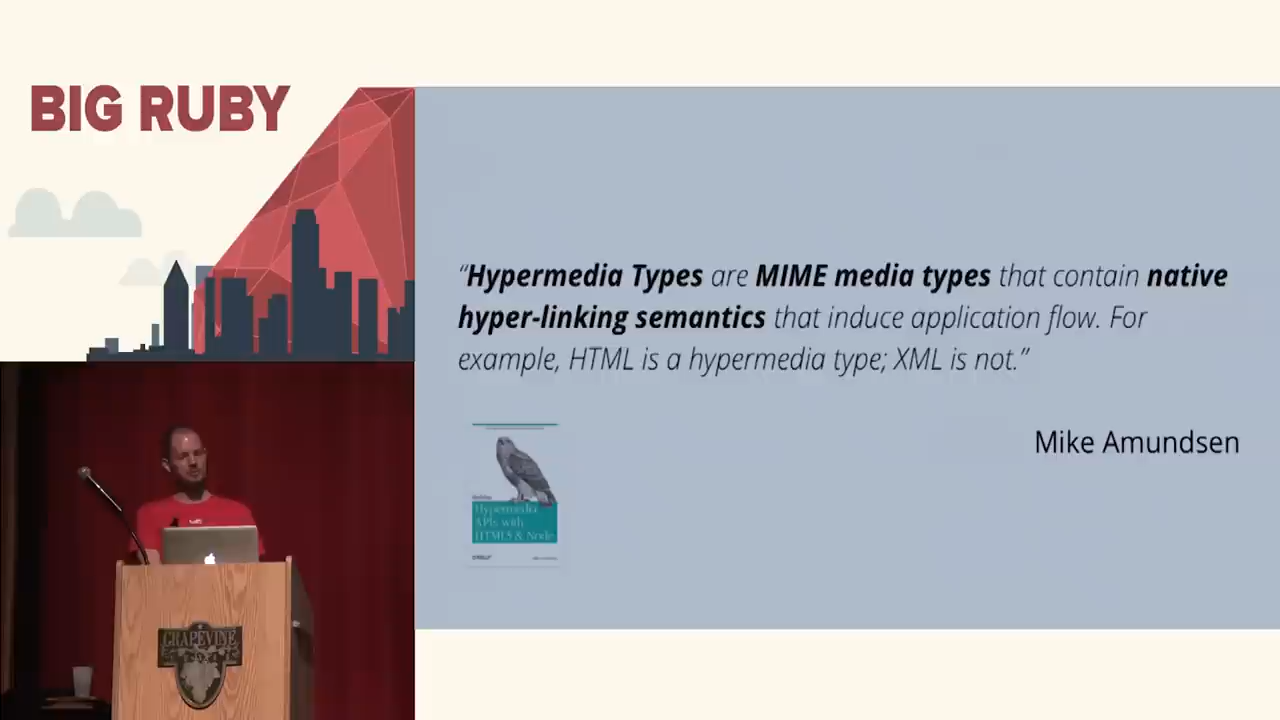 BIG RUBY
“Hypermedia Types are MIME media types that contain native
hyper-linking semantics that induce application flow. For
example, HTML is a hypermedia type; XML is not.”
Mike Amundsen
Hypermedia
APIs with
HTML5 & Node
GRAPEVINE